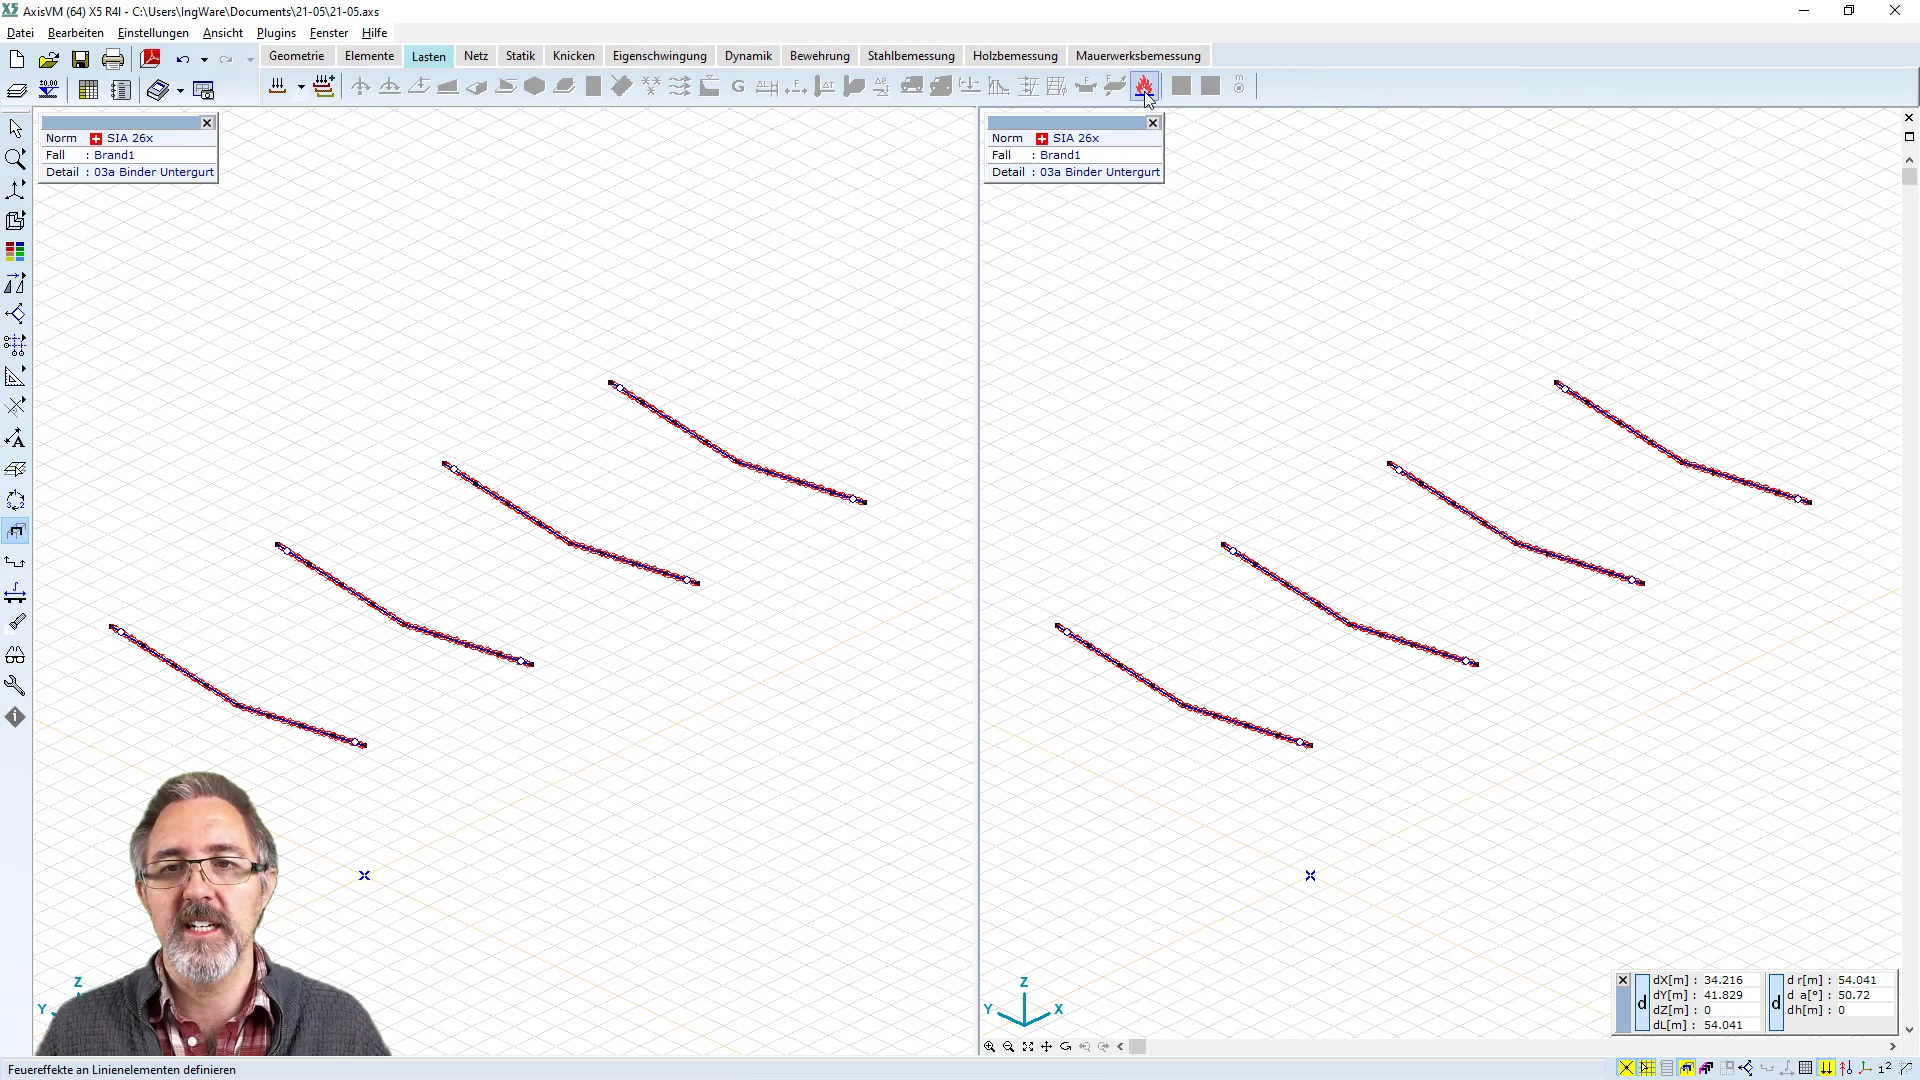 AxisVM (64) X5 R4I - C:\Users\IngWare\Documents\21-05\21-05.axs
Datei Bearbeiten Einstellungen Ansicht Plugins Fenster Hilfe
Geometrie Elemente Lasten Netz Statik Knicken Eigenschwingung Dynamik Bewehrung Stahlbemessung Holzbemessung Mauerwerksbemessung
Norm SIA 26x
Fall : Brand1
Detail : 03a Binder Untergurt
Norm SIA 26x
Fall : Brand1
Detail : 03a Binder Untergurt
Z
Y
Z
Y X
d
dX[m] : 34.216
dY[m] : 41.829
dZ[m] : 0
dL[m] : 54.041
d
d r[m] : 54.041
d a[°] : 50.72
dh[m] : 0
Feuereffekte an Linienelementen definieren